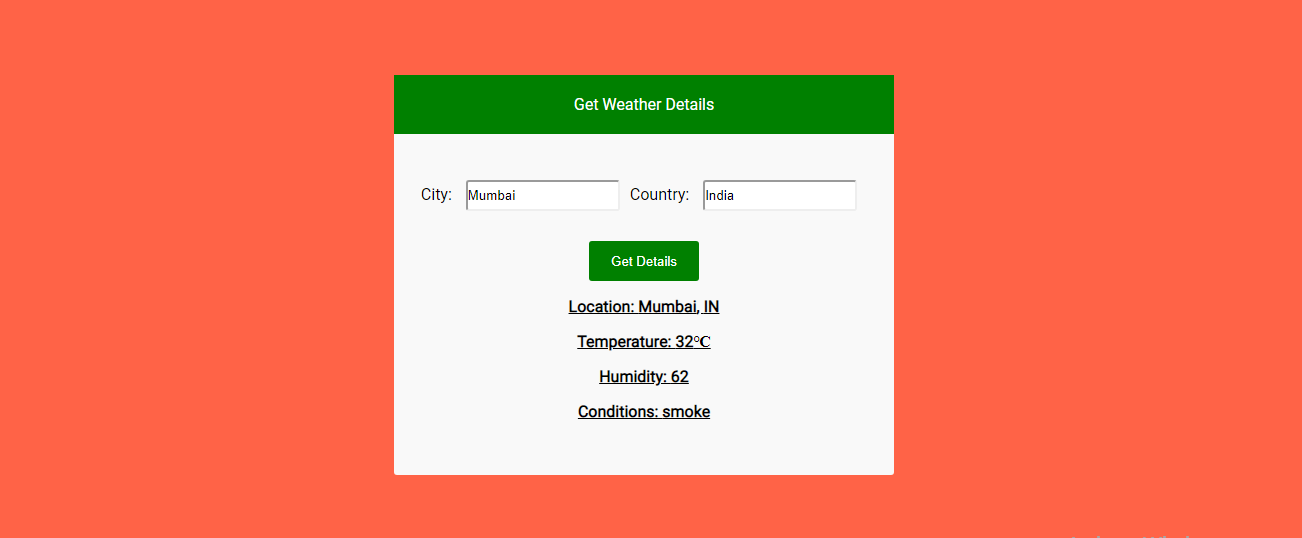 Get Weather Details
City: Mumbai Country: India
Get Details
Location: Mumbai, IN
Temperature: 32℃
Humidity: 62
Conditions: smoke